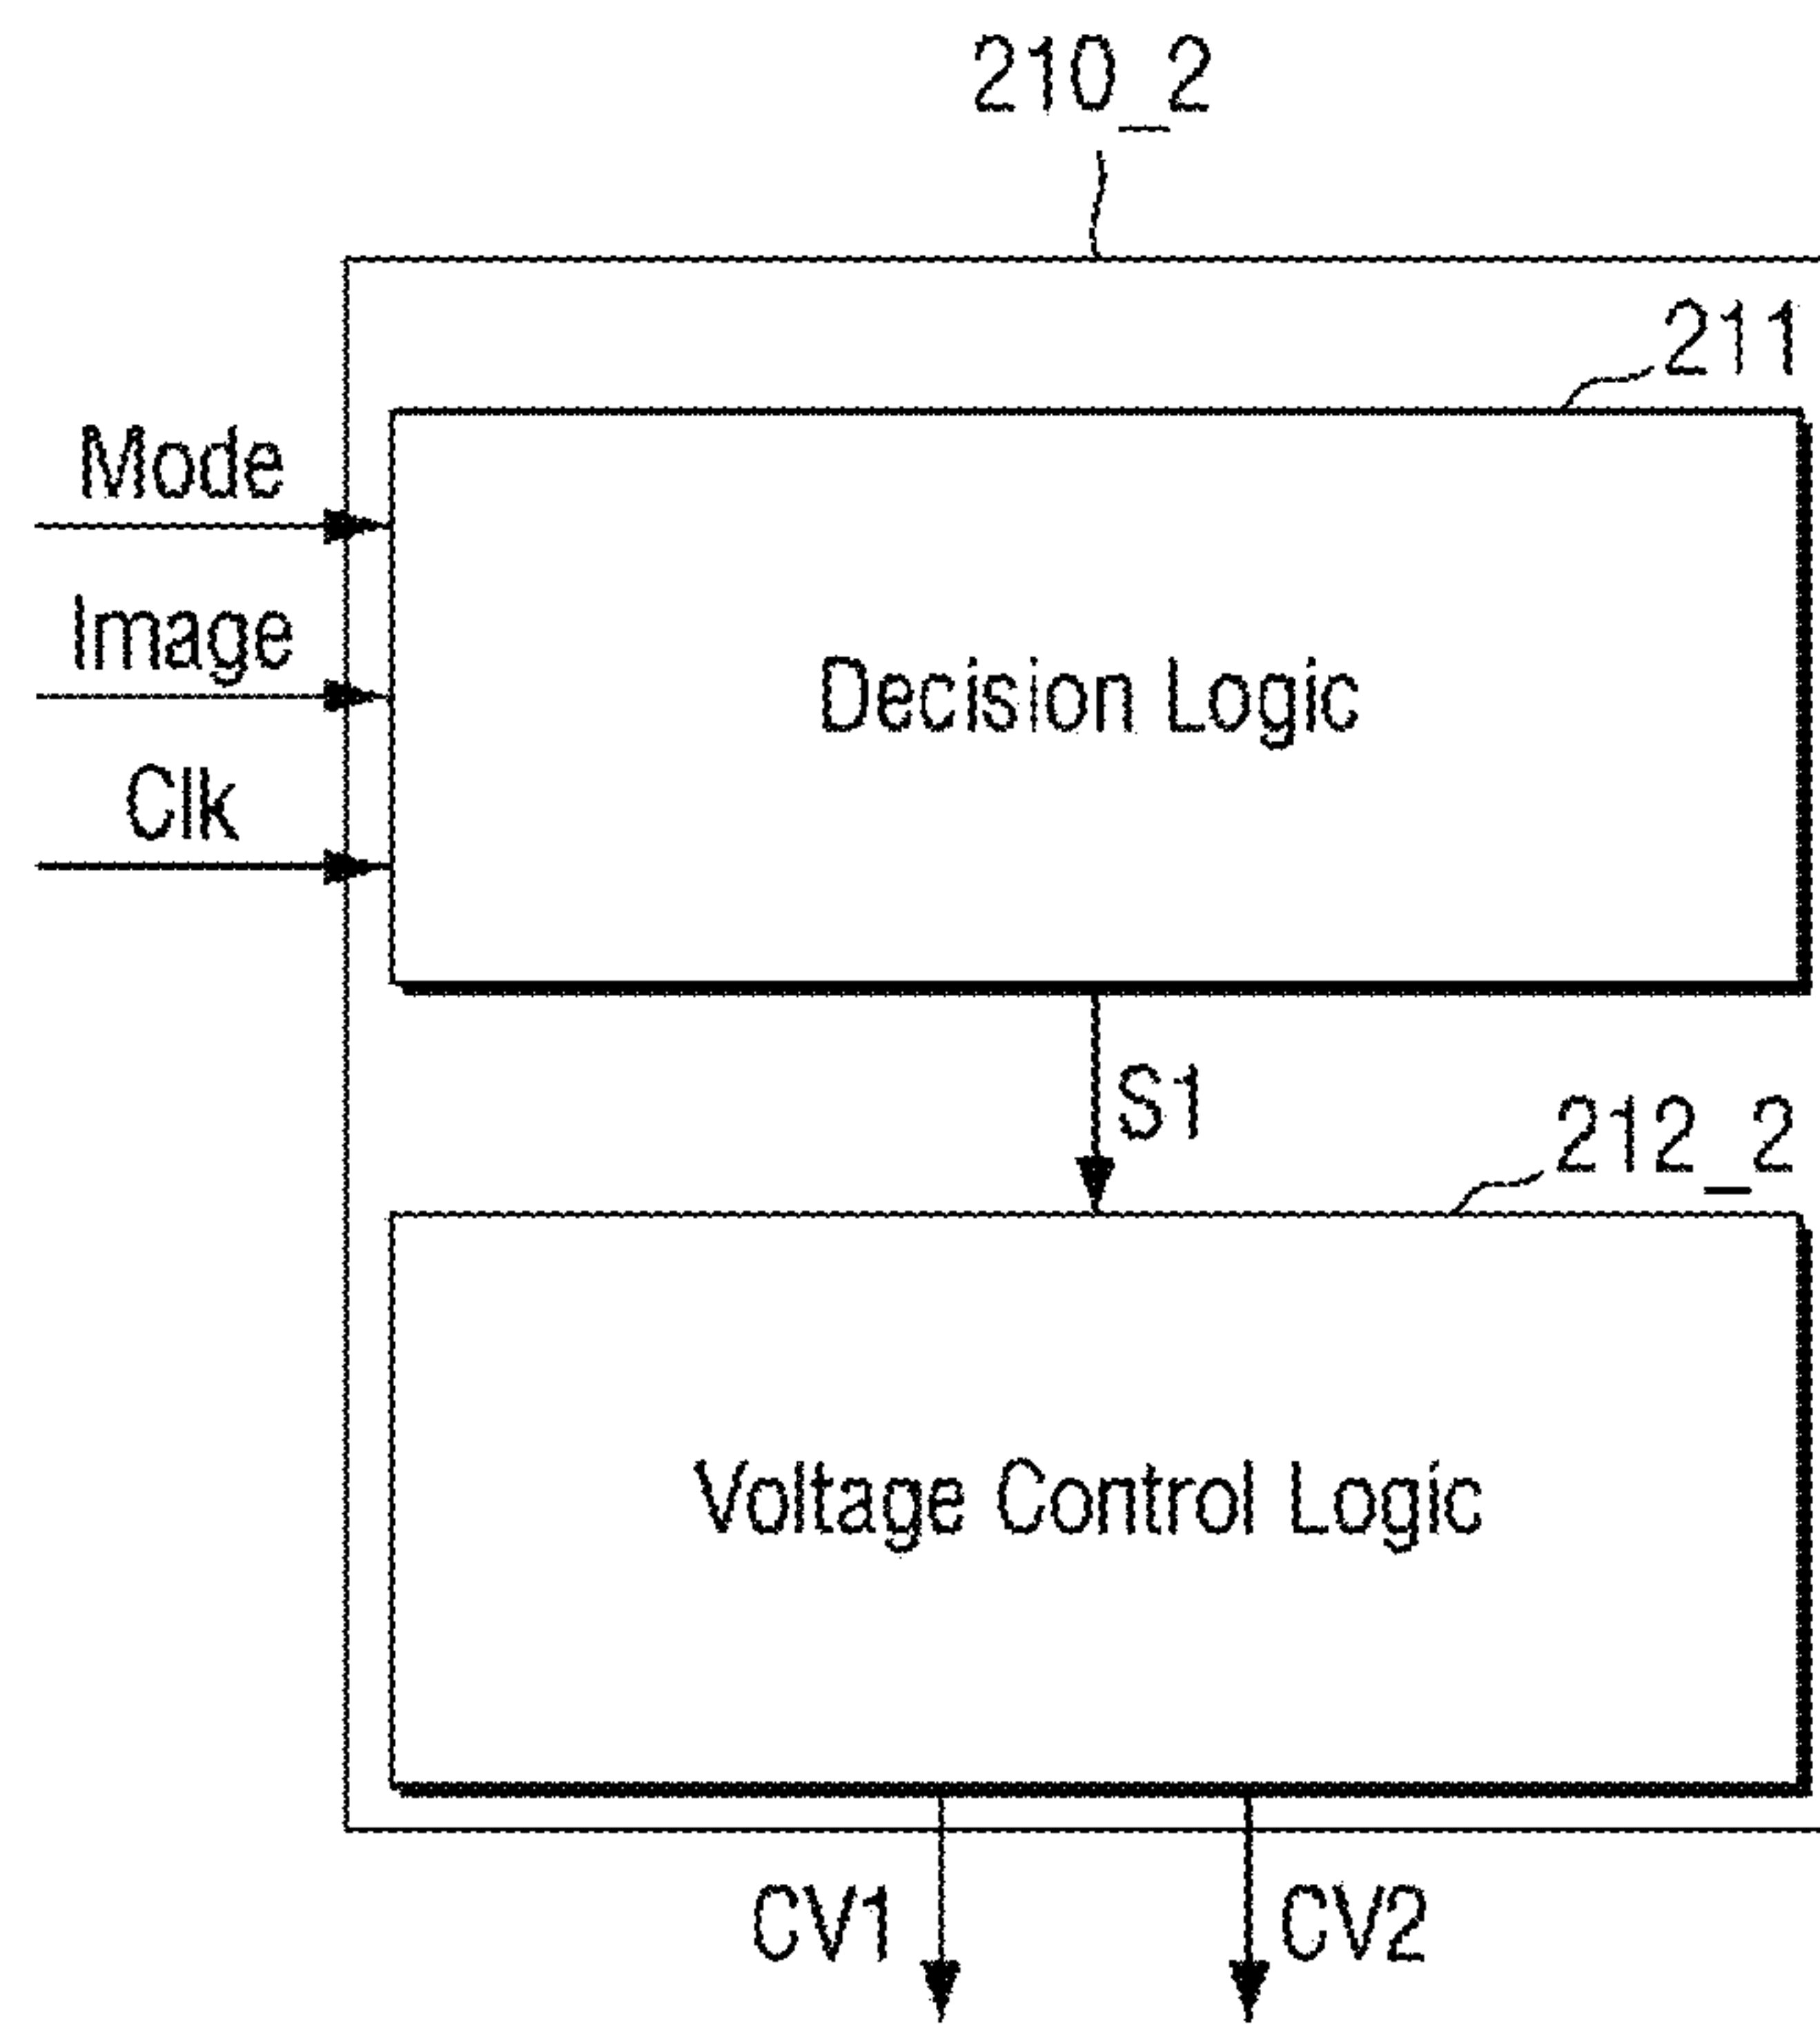 210_2
211
Mode
Image
Decision Logic
Clk
S1
212_2
Voltage Control Logic
CV1
CV2